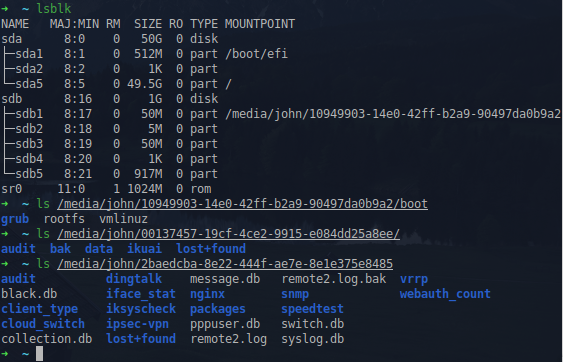 ➜  ~ lsblk
NAME   MAJ:MIN RM  SIZE RO TYPE MOUNTPOINT
sda      8:0    0   50G  0 disk
├─sda1   8:1    0  512M  0 part /boot/efi
├─sda2   8:2    0    1K  0 part
└─sda5   8:5    0 49.5G  0 part /
sdb      8:16   0    1G  0 disk
├─sdb1   8:17   0   50M  0 part /media/john/10949903-14e0-42ff-b2a9-90497da0b9a2
├─sdb2   8:18   0    5M  0 part
├─sdb3   8:19   0   50M  0 part
├─sdb4   8:20   0    1K  0 part
└─sdb5   8:21   0  917M  0 part
sr0     11:0    1 1024M  0 rom
➜  ~ ls /media/john/10949903-14e0-42ff-b2a9-90497da0b9a2/boot
grub  rootfs  vmlinuz
➜  ~ ls /media/john/00137457-19cf-4ce2-9915-e084dd25a8ee/
audit  bak  data  ikuai  lost+found
➜  ~ ls /media/john/2baedcba-8e22-444f-ae7e-8e1e375e8485
audit          dingtalk    message.db   remote2.log.bak  vrrp
black.db       iface_stat  nginx        snmp             webauth_count
client_type    iksyscheck  packages     speedtest
cloud_switch   ipsec-vpn   pppuser.db   switch.db
collection.db  lost+found  remote2.log  syslog.db
➜  ~